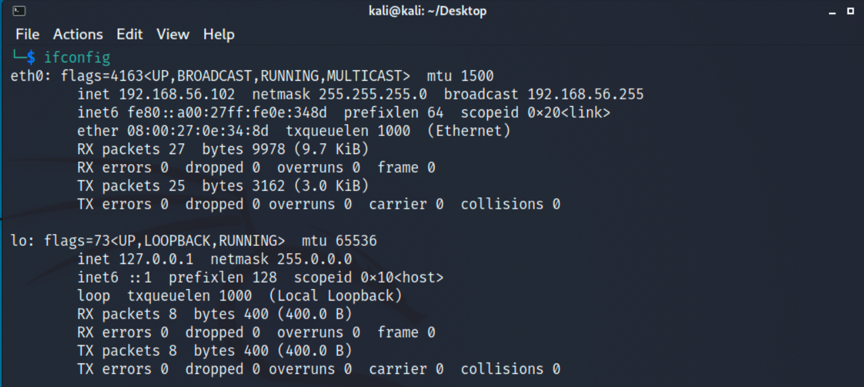 kali@kali: ~/Desktop
File Actions Edit View Help
└─$ ifconfig
eth0: flags=4163<UP,BROADCAST,RUNNING,MULTICAST>  mtu 1500
        inet 192.168.56.102  netmask 255.255.255.0  broadcast 192.168.56.255
        inet6 fe80::a00:27ff:fe0e:348d  prefixlen 64  scopeid 0×20<link>
        ether 08:00:27:0e:34:8d  txqueuelen 1000  (Ethernet)
        RX packets 27  bytes 9978 (9.7 KiB)
        RX errors 0  dropped 0  overruns 0  frame 0
        TX packets 25  bytes 3162 (3.0 KiB)
        TX errors 0  dropped 0 overruns 0  carrier 0  collisions 0
lo: flags=73<UP,LOOPBACK,RUNNING>  mtu 65536
        inet 127.0.0.1  netmask 255.0.0.0
        inet6 ::1  prefixlen 128  scopeid 0×10<host>
        loop  txqueuelen 1000  (Local Loopback)
        RX packets 8  bytes 400 (400.0 B)
        RX errors 0  dropped 0  overruns 0  frame 0
        TX packets 8  bytes 400 (400.0 B)
        TX errors 0  dropped 0 overruns 0  carrier 0  collisions 0